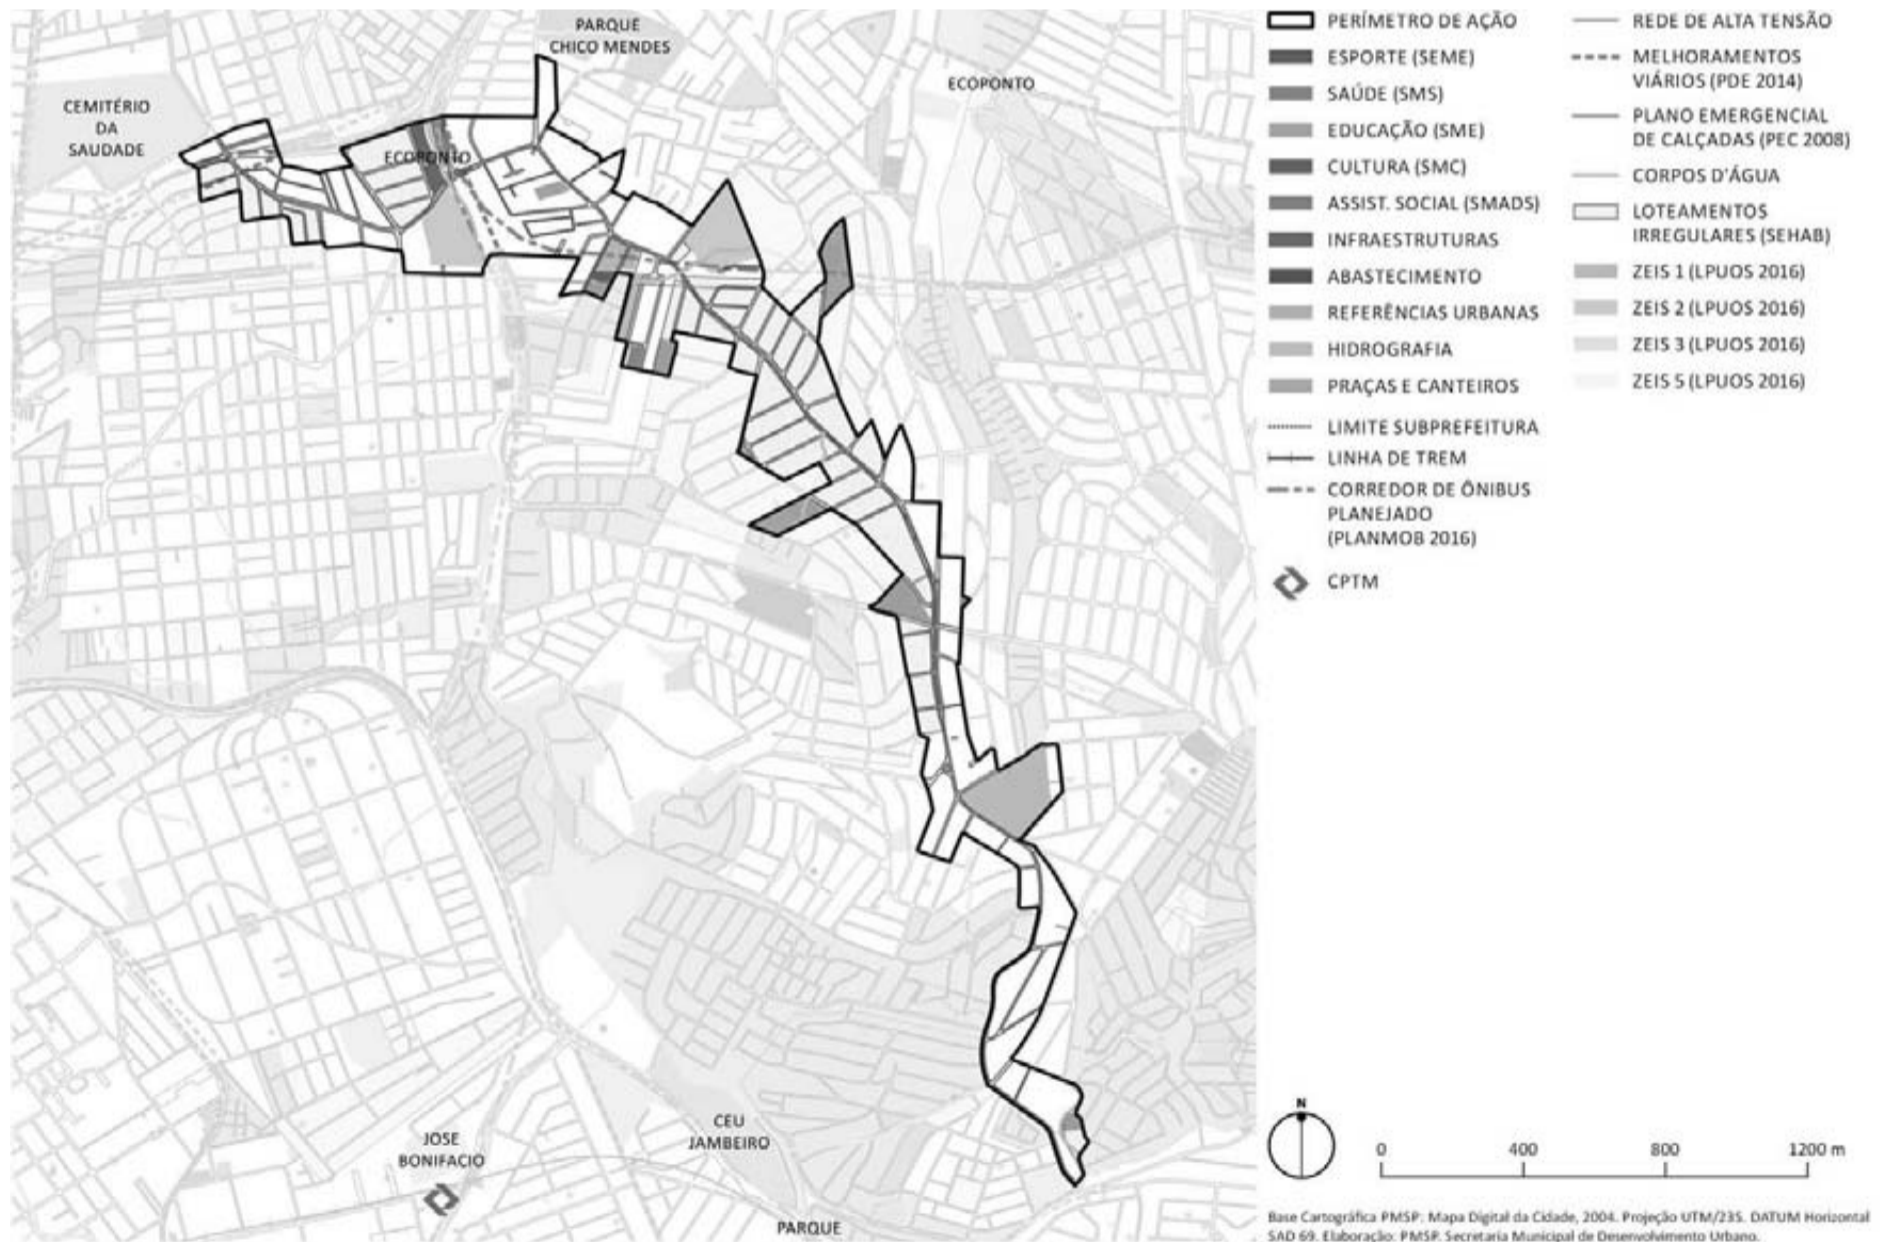 PARQUE
CHICO MENDES
ECOPONTO
CEMITÉRIO
DA
SAUDADE
ECOPONTO
JOSE
BONIFACIO
CEU
JAMBEIRO
PARQUE
PERÍMETRO DE AÇÃO
ESPORTE (SEME)
SAÚDE (SMS)
EDUCAÇÃO (SME)
CULTURA (SMC)
ASSIST. SOCIAL (SMADS)
INFRAESTRUTURAS
ABASTECIMENTO
REFERÊNCIAS URBANAS
HIDROGRAFIA
PRAÇAS E CANTEIROS
LIMITE SUBPREFEITURA
LINHA DE TREM
CORREDOR DE ÔNIBUS
PLANEJADO
(PLANMOB 2016)
CPTM
REDE DE ALTA TENSÃO
MELHORAMENTOS
VIÁRIOS (PDE 2014)
PLANO EMERGENCIAL
DE CALÇADAS (PEC 2008)
CORPOS D'ÁGUA
LOTEAMENTOS
IRREGULARES (SEHAB)
ZEIS 1 (LPUOS 2016)
ZEIS 2 (LPUOS 2016)
ZEIS 3 (LPUOS 2016)
ZEIS 5 (LPUOS 2016)
N
0 400 800 1200 m
Base Cartográfica PMSP: Mapa Digital da Cidade, 2004. Projeção UTM/23S. DATUM Horizontal
SAD 69. Elaboração: PMSP. Secretaria Municipal de Desenvolvimento Urbano.